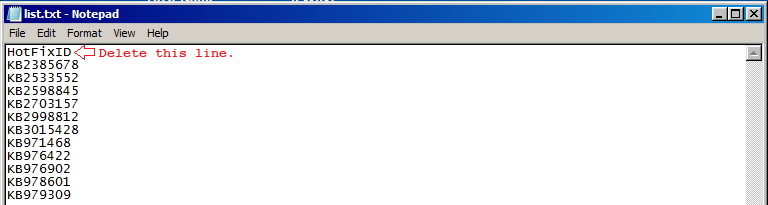 list.txt - Notepad
File Edit Format View Help
HotFixID Delete this line.
KB2385678
KB2533552
KB2598845
KB2703157
KB2998812
KB3015428
KB971468
KB976422
KB976902
KB978601
KB979309